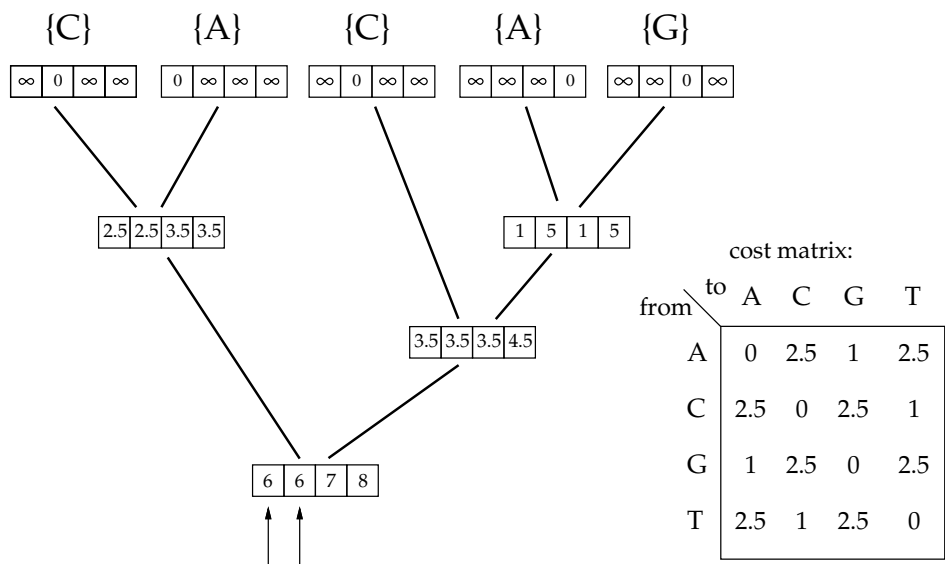 {C} {A} {C} {A} {G}
∞ 0 ∞ ∞ 0 ∞ ∞ ∞ ∞ 0 ∞ ∞ ∞ ∞ ∞ 0 ∞ ∞ 0 ∞
2.5 2.5 3.5 3.5 1 5 1 5
cost matrix:
from to A C G T
3.5 3.5 3.5 4.5
A 0 2.5 1 2.5
C 2.5 0 2.5 1
G 1 2.5 0 2.5
6 6 7 8
T 2.5 1 2.5 0